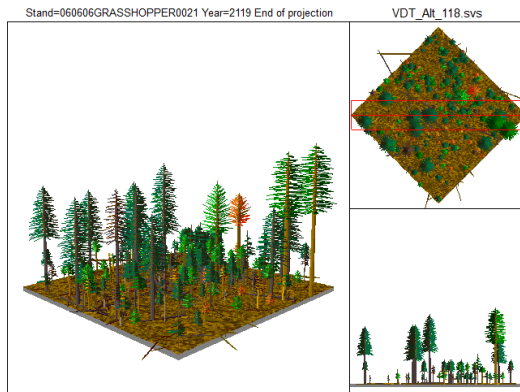 Stand=060606GRASSHOPPER0021 Year=2119 End of projection
VDT_Alt_118.svs